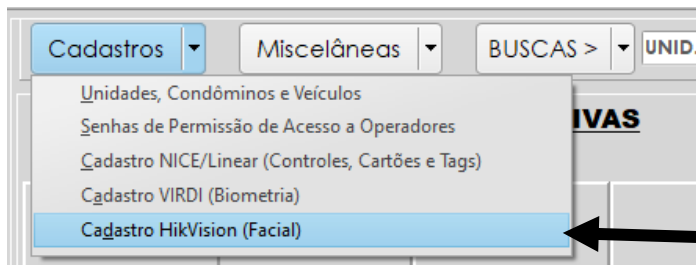 Cadastros Miscelâneas BUSCAS > UNID.
Unidades, Condôminos e Veículos
IVAS
Senhas de Permissão de Acesso a Operadores
Cadastro NICE/Linear (Controles, Cartões e Tags)
Cadastro VIRDI (Biometria)
Cadastro HikVision (Facial)